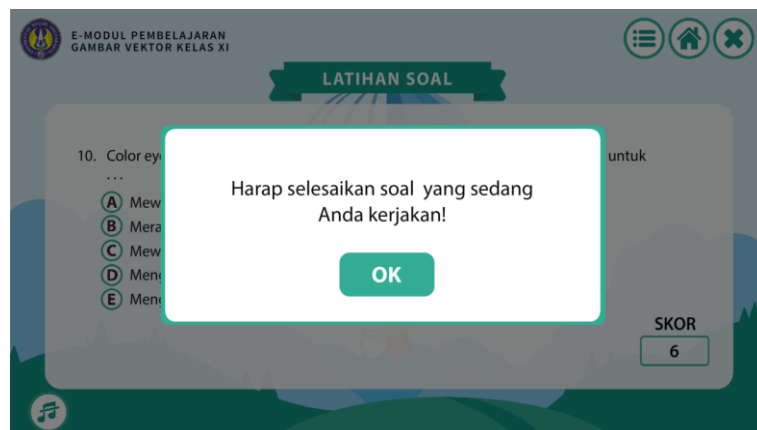 E-MODUL PEMBELAJARAN
GAMBAR VEKTOR KELAS XI
LATIHAN SOAL
10. Color ey
untuk
...
A Mew
B Mera
C Mew
D Meng
E Meng
Harap selesaikan soal yang sedang
Anda kerjakan!
OK
SKOR
6